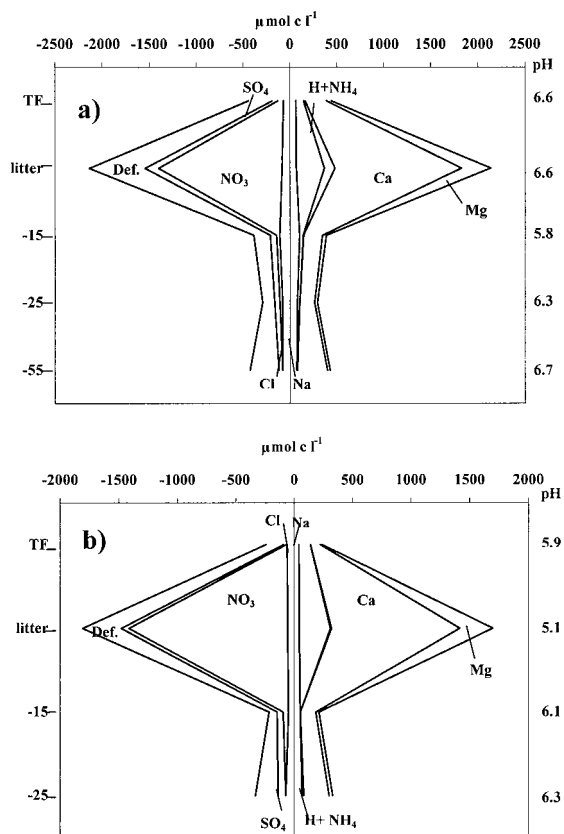 μmol c l⁻¹
-2500 -2000 -1500 -1000 -500 0 500 1000 1500 2000 2500
pH
TF 6.6
SO₄ H+NH₄
a)
litter Def. NO₃ Ca 6.6
Mg
-15 5.8
-25 6.3
-55 6.7
Cl Na
μmol c l⁻¹
-2000 -1500 -1000 -500 0 500 1000 1500 2000
pH
Cl Na
TF 5.9
b)
NO₃ Ca
litter Def. 5.1
Mg
-15 6.1
-25 6.3
SO₄ H+ NH₄